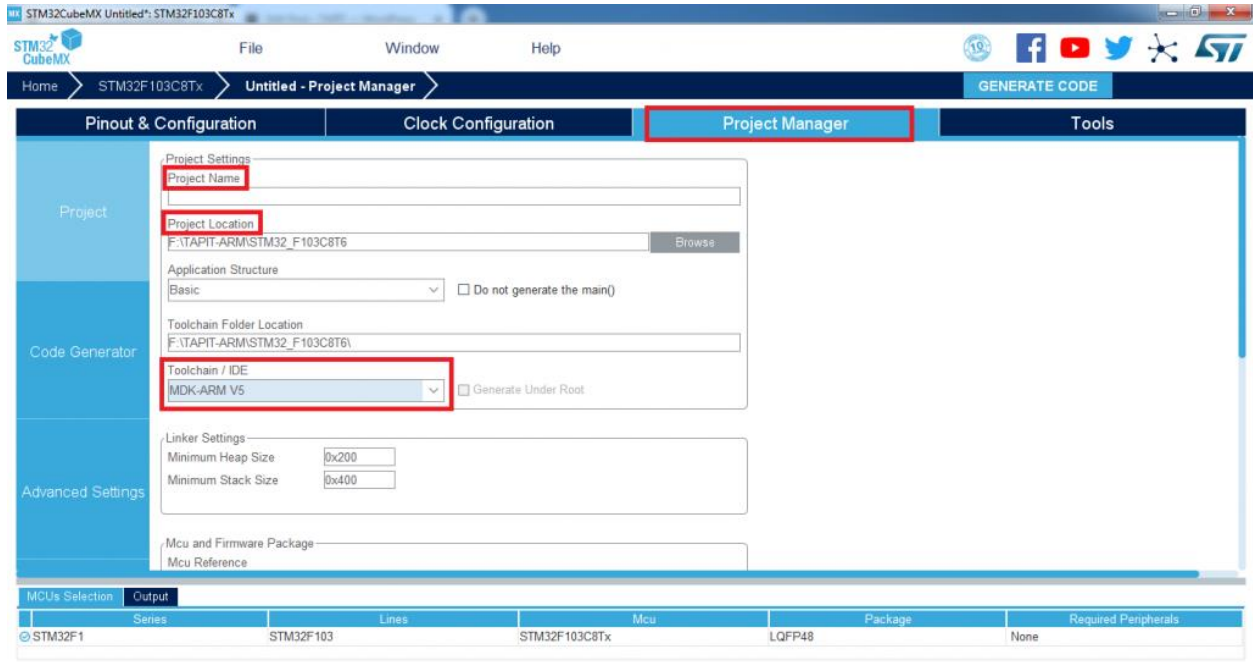 MX STM32CubeMX Untitled*: STM32F103C8Tx
STM32 CubeMX File Window Help 10 f ST
Home STM32F103C8Tx Untitled - Project Manager GENERATE CODE
Pinout & Configuration Clock Configuration Project Manager Tools
Project
Code Generator
Advanced Settings
Project Settings
Project Name
Project Location
F:\TAPIT-ARM\STM32_F103C8T6 Browse
Application Structure
Basic Do not generate the main()
Toolchain Folder Location
F:\TAPIT-ARM\STM32_F103C8T6\
Toolchain / IDE
MDK-ARM V5 Generate Under Root
Linker Settings
Minimum Heap Size 0x200
Minimum Stack Size 0x400
Mcu and Firmware Package
Mcu Reference
MCUs Selection Output
Series Lines Mcu Package Required Peripherals
STM32F1 STM32F103 STM32F103C8Tx LQFP48 None